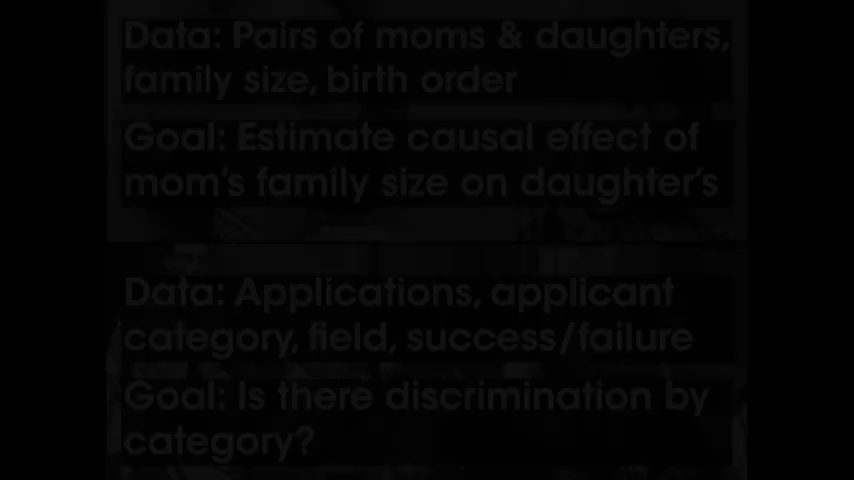 Data: Pairs of moms & daughters,
family size, birth order
Goal: Estimate causal effect of
mom's family size on daughter's
Data: Applications, applicant
category, field, success/failure
Goal: Is there discrimination by
category?